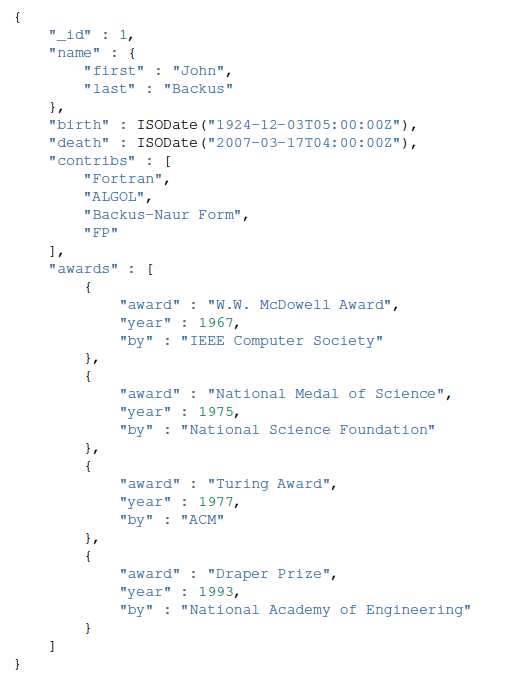 {
    "_id" : 1,
    "name" : {
        "first" : "John",
        "last" : "Backus"
    },
    "birth" : ISODate("1924-12-03T05:00:00Z"),
    "death" : ISODate("2007-03-17T04:00:00Z"),
    "contribs" : [
        "Fortran",
        "ALGOL",
        "Backus-Naur Form",
        "FP"
    ],
    "awards" : [
        {
            "award" : "W.W. McDowell Award",
            "year" : 1967,
            "by" : "IEEE Computer Society"
        },
        {
            "award" : "National Medal of Science",
            "year" : 1975,
            "by" : "National Science Foundation"
        },
        {
            "award" : "Turing Award",
            "year" : 1977,
            "by" : "ACM"
        },
        {
            "award" : "Draper Prize",
            "year" : 1993,
            "by" : "National Academy of Engineering"
        }
    ]
}